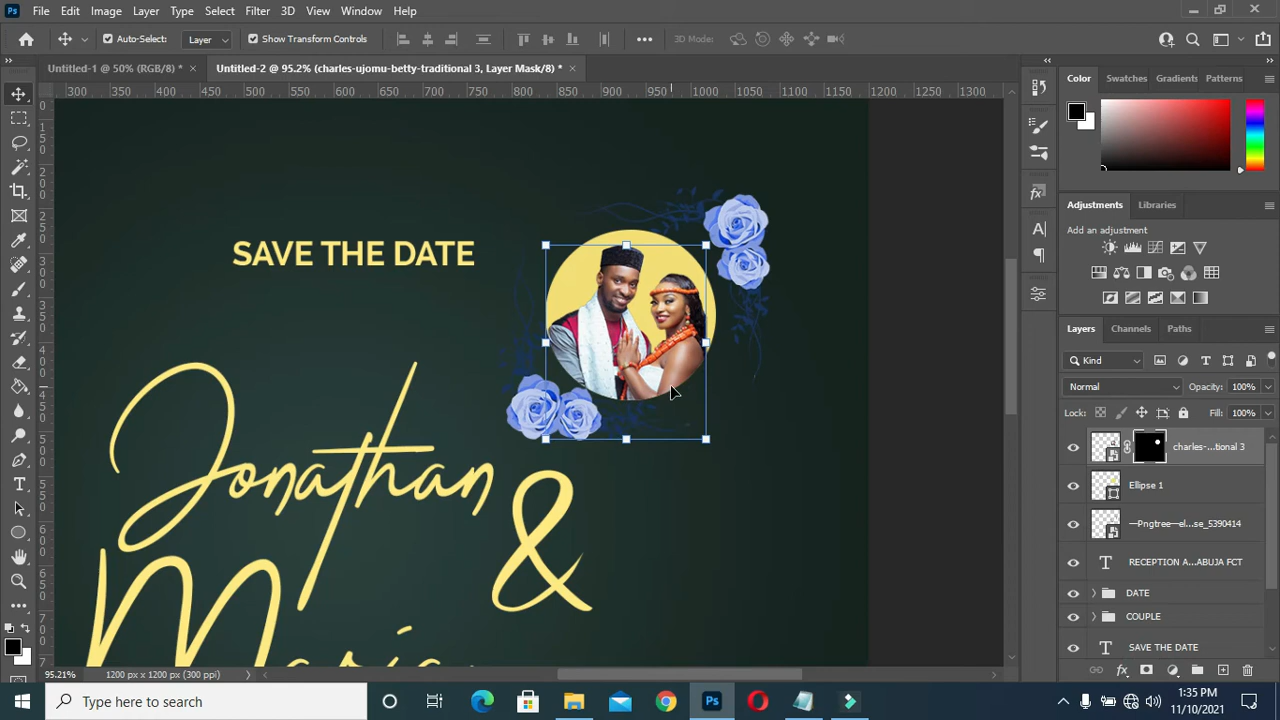 Ps File Edit Image Layer Type Select Filter 3D View Window Help
Auto-Select: Layer Show Transform Controls 3D Mode:
Untitled-1 @ 50% (RGB/8) * × Untitled-2 @ 95.2% (charles-ujomu-betty-traditional 3, Layer Mask/8) * ×
300 350 400 450 500 550 600 650 700 750 800 850 900 950 1000 1050 1100 1150 1200 1250 1300
Color Swatches Gradients Patterns
Adjustments Libraries
Add an adjustment
SAVE THE DATE
Jonathan
&
Maria
Layers Channels Paths
Kind
Normal Opacity: 100%
Lock: Fill: 100%
charles-...tional 3
Ellipse 1
—Pngtree—el...se_5390414
T RECEPTION A...ABUJA FCT
DATE
COUPLE
T SAVE THE DATE
95.21% 1200 px x 1200 px (300 ppi)
Type here to search
1:35 PM
11/10/2021